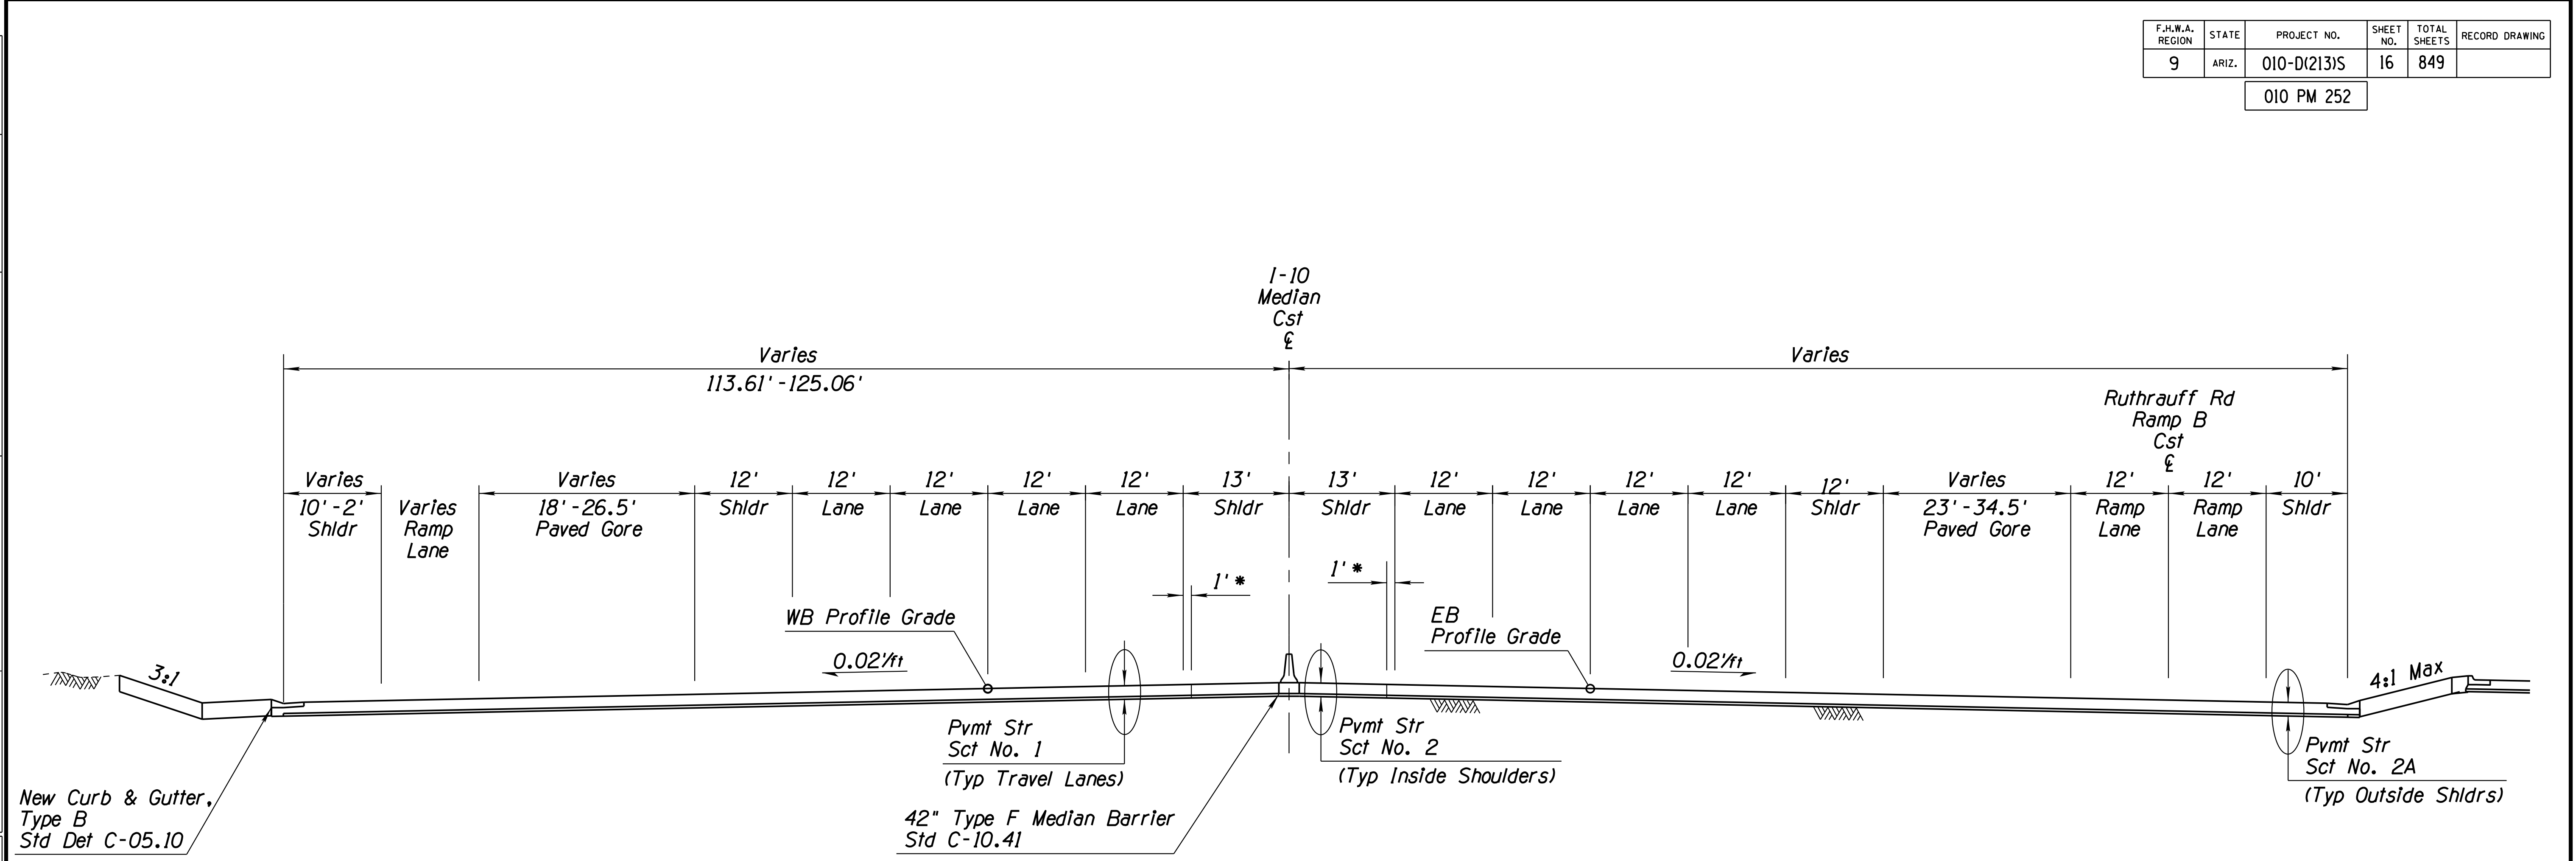 F.H.W.A. REGION STATE PROJECT NO. SHEET NO. TOTAL SHEETS RECORD DRAWING
9 ARIZ. 010-D(213)S 16 849
010 PM 252
I-10
Median
Cst
℄
Varies
113.61'-125.06'
Varies
Ruthrauff Rd
Ramp B
Cst
℄
Varies
10'-2'
Shldr
Varies
Ramp
Lane
Varies
18'-26.5'
Paved Gore
12'
Shldr
12'
Lane
12'
Lane
12'
Lane
12'
Lane
13'
Shldr
13'
Shldr
12'
Lane
12'
Lane
12'
Lane
12'
Lane
12'
Shldr
Varies
23'-34.5'
Paved Gore
12'
Ramp
Lane
12'
Ramp
Lane
10'
Shldr
1'*
1'*
WB Profile Grade
EB
Profile Grade
0.02'/ft
0.02'/ft
3:1
4:1 Max
Pvmt Str
Sct No. 1
(Typ Travel Lanes)
Pvmt Str
Sct No. 2
(Typ Inside Shoulders)
Pvmt Str
Sct No. 2A
(Typ Outside Shldrs)
New Curb & Gutter,
Type B
Std Det C-05.10
42" Type F Median Barrier
Std C-10.41